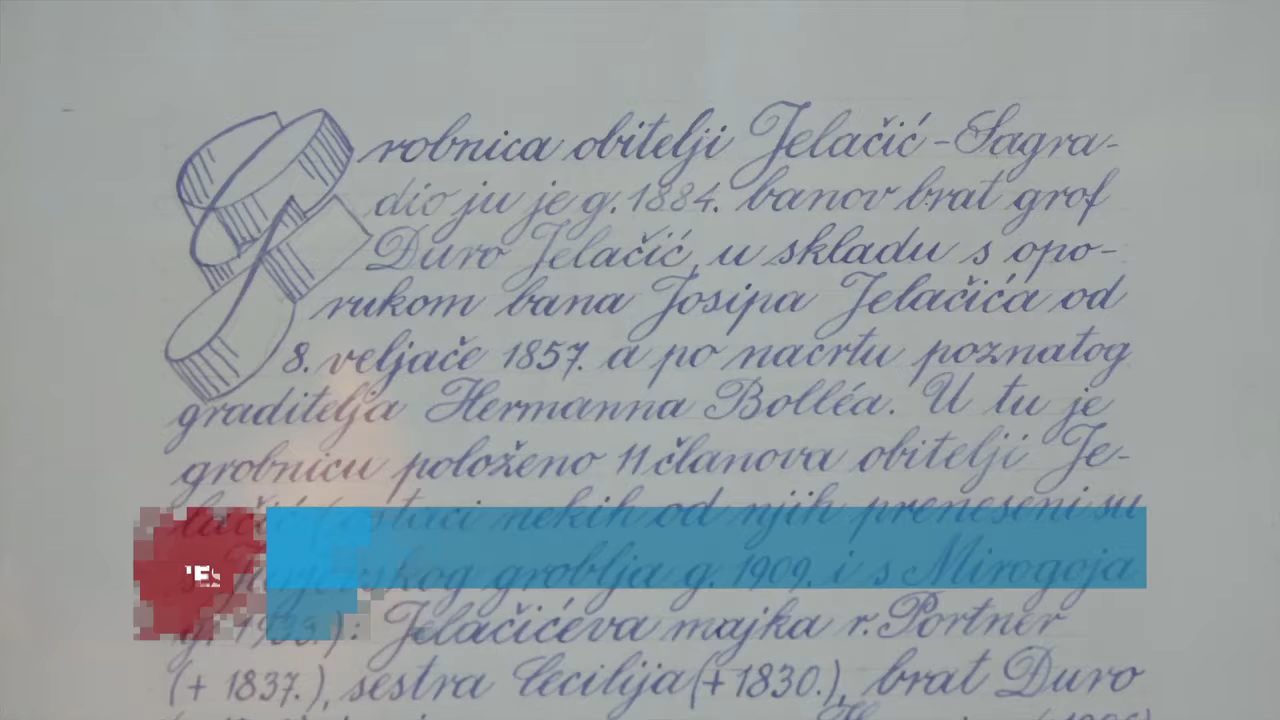 Grobnica obitelji Jelačić - Sagra-
dio ju je g. 1884. banov brat grof
Đuro Jelačić, u skladu s opo-
rukom bana Josipa Jelačića od
8. veljače 1857. a po nacrtu poznatog
graditelja Hermanna Bolléa. U tu je
grobnicu položeno 11 članova obitelji Je-
lačić (ostaci nekih od njih preneseni su
groblja g. 1909. i s Mirogoja
Jelačićeva majka r. Portner
(+ 1837.), sestra Cecilija (+ 1830.), brat Đuro